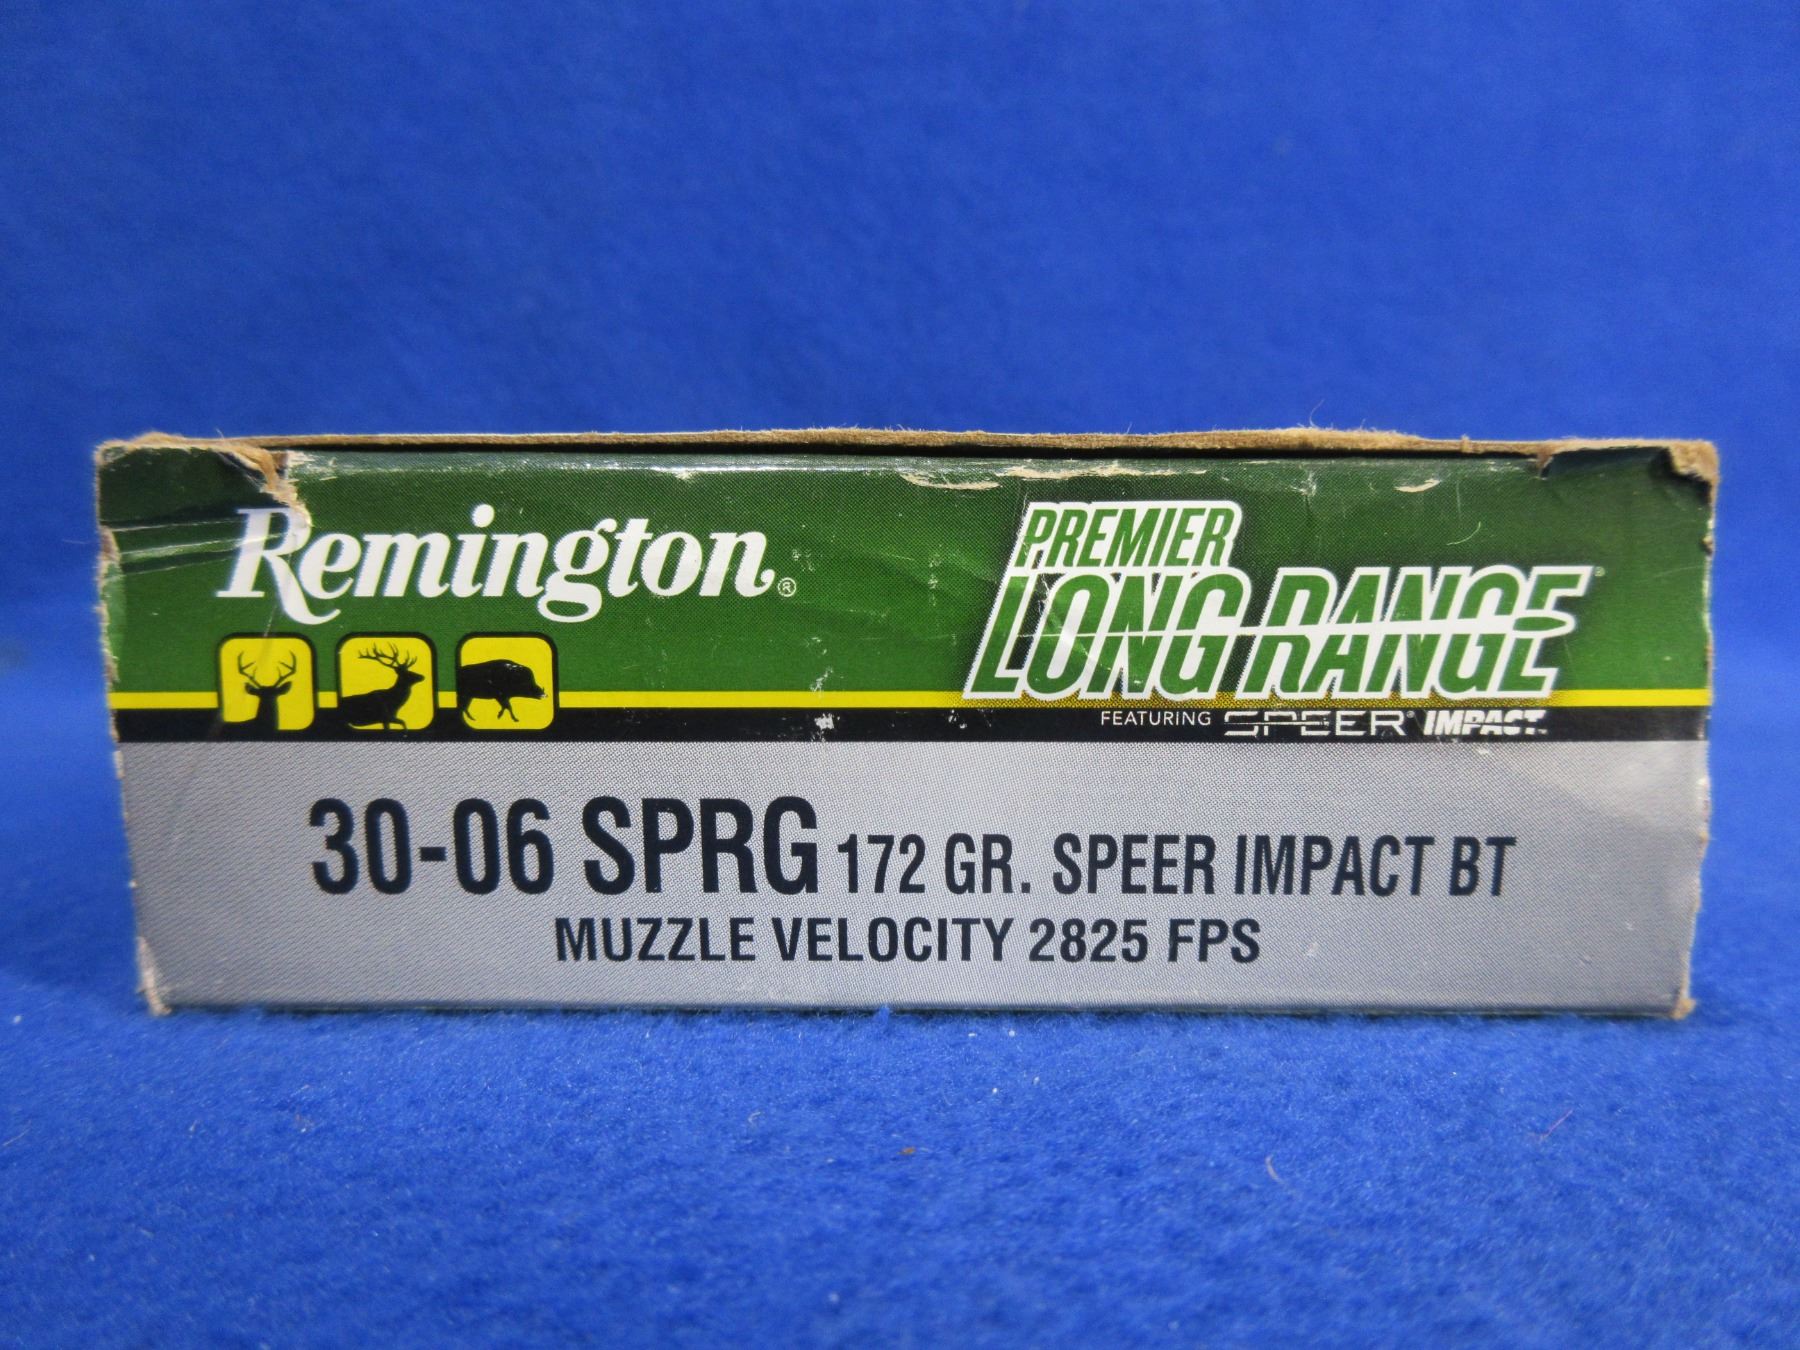 Remington®
PREMIER
LONG RANGE
FEATURING SPEER® IMPACT
30-06 SPRG 172 GR. SPEER IMPACT BT
MUZZLE VELOCITY 2825 FPS